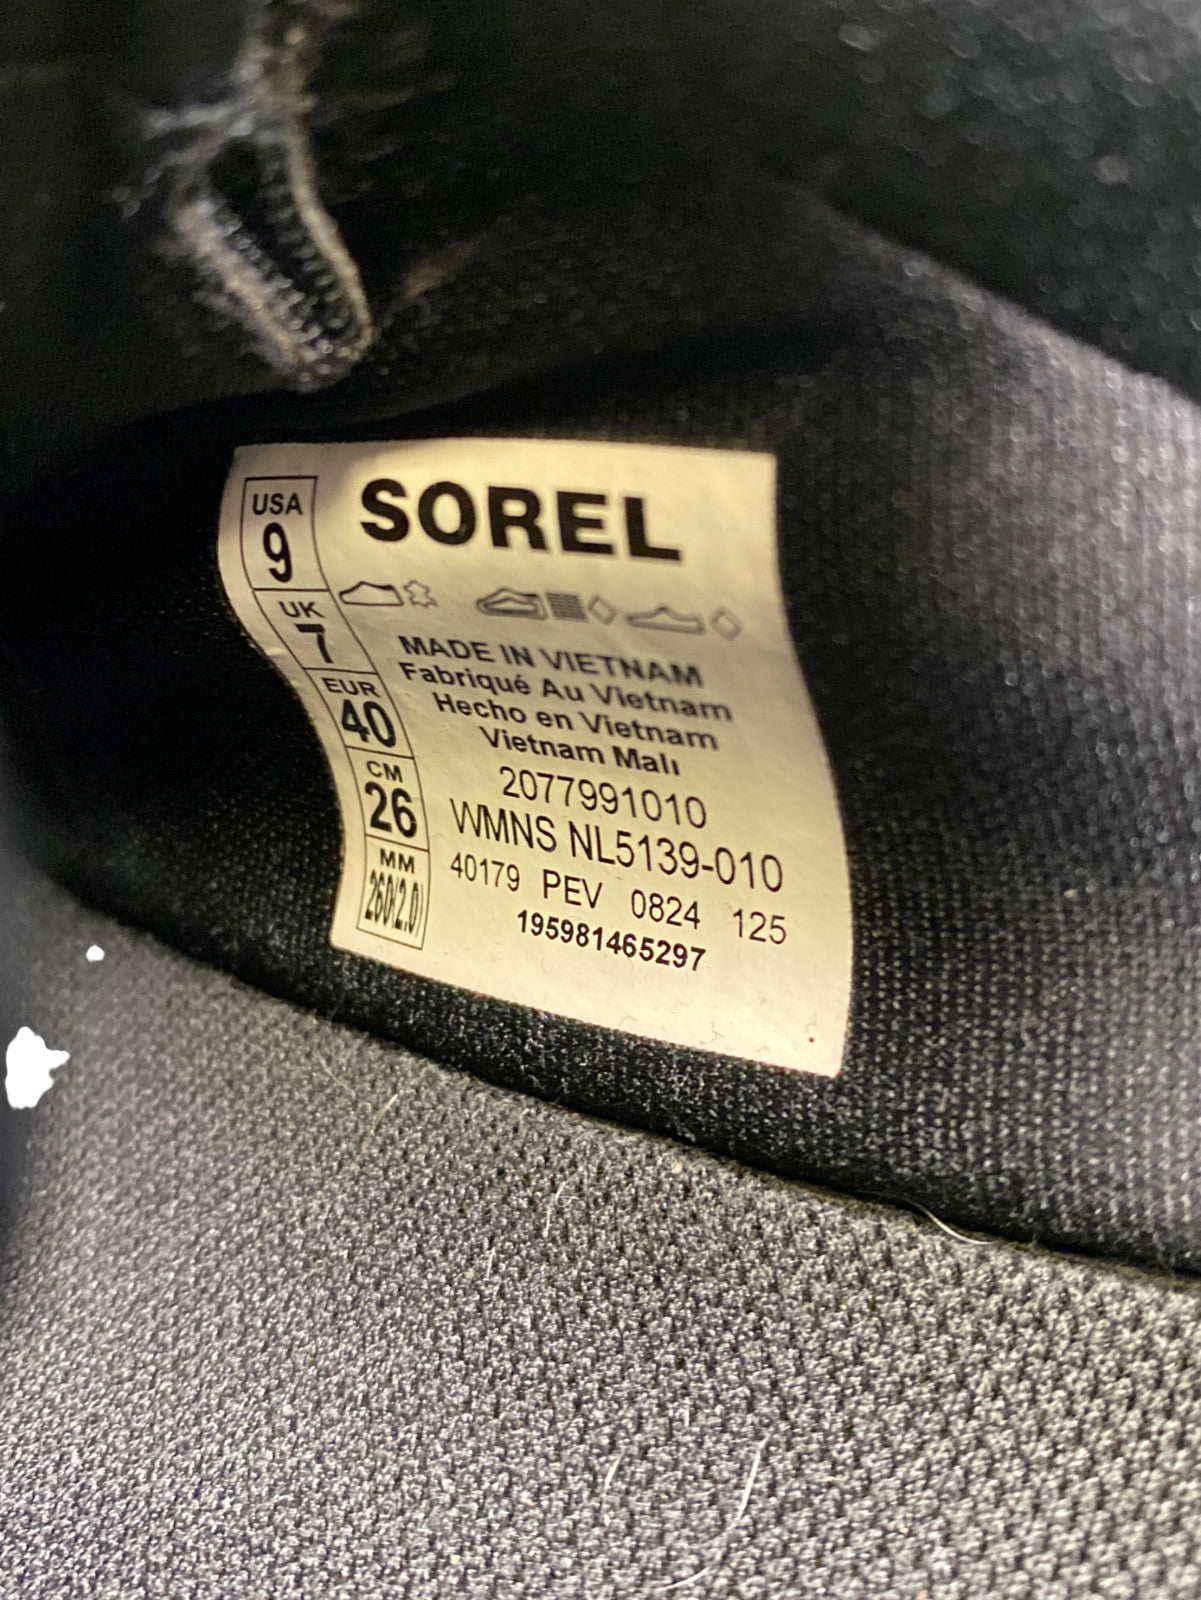 SOREL
USA
9
UK
7
EUR
40
CM
26
MM
260(2.0)
MADE IN VIETNAM
Fabriqué Au Vietnam
Hecho en Vietnam
Vietnam Malı
2077991010
WMNS NL5139-010
40179 PEV 0824 125
195981465297